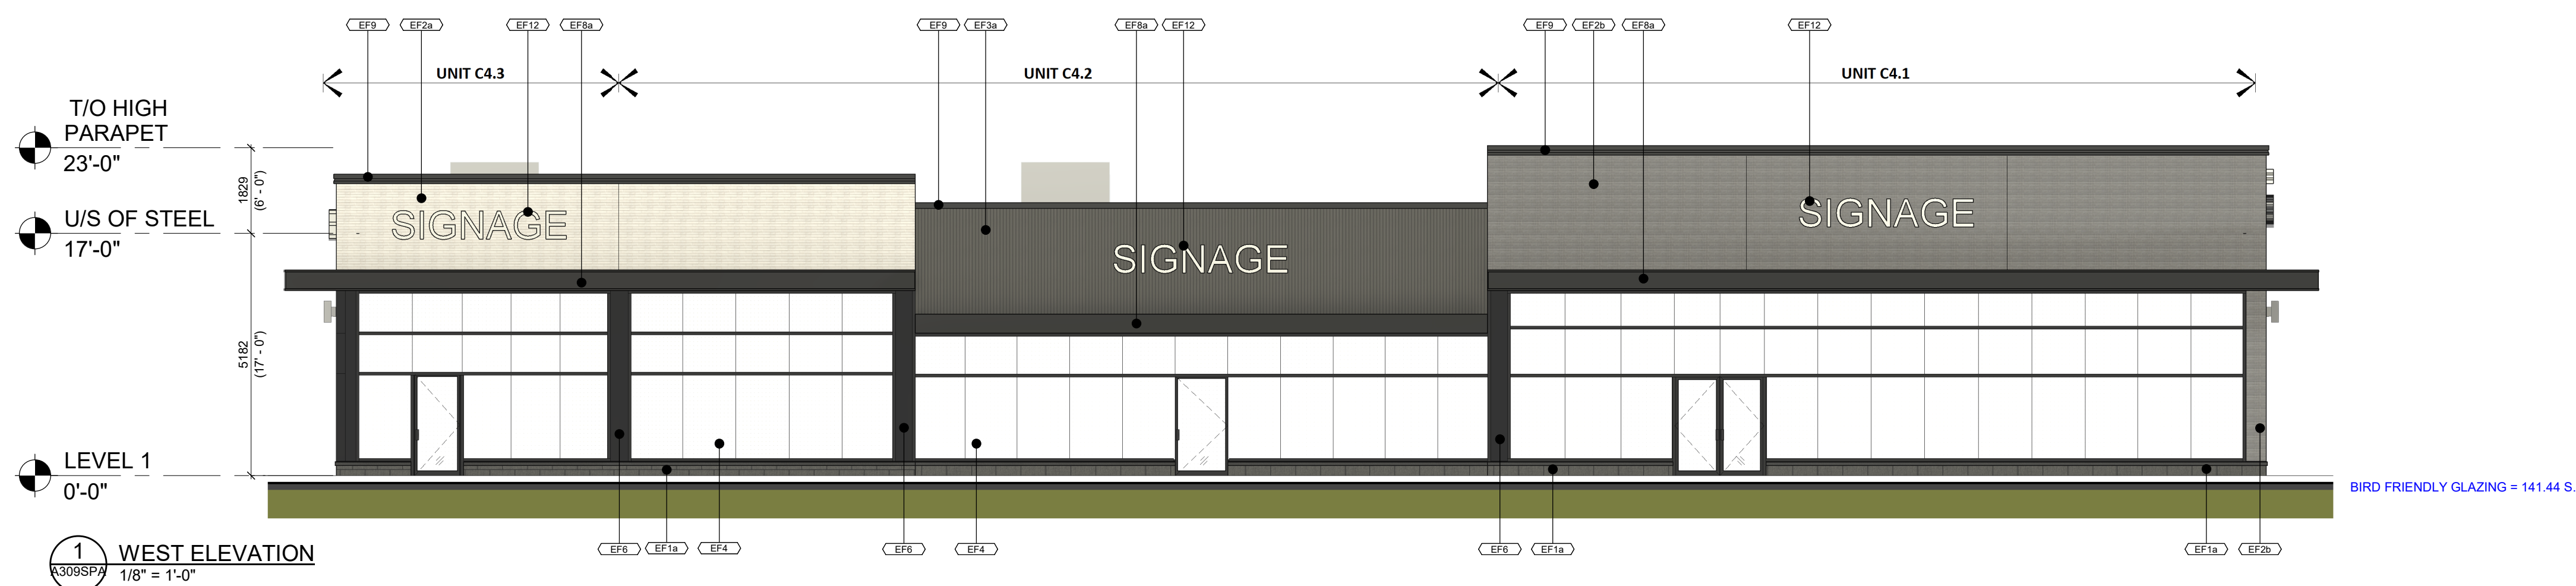 EF9 EF2a EF12 EF8a EF9 EF3a EF8a EF12 EF9 EF2b EF8a EF12
UNIT C4.3 UNIT C4.2 UNIT C4.1
T/O HIGH
PARAPET
23'-0"
1829
(6' - 0")
U/S OF STEEL
17'-0"
SIGNAGE SIGNAGE SIGNAGE
5182
(17' - 0")
LEVEL 1
0'-0"
BIRD FRIENDLY GLAZING = 141.44 S.
EF6 EF1a EF4 EF6 EF4 EF6 EF1a EF1a EF2b
1 WEST ELEVATION
A309SPA 1/8" = 1'-0"